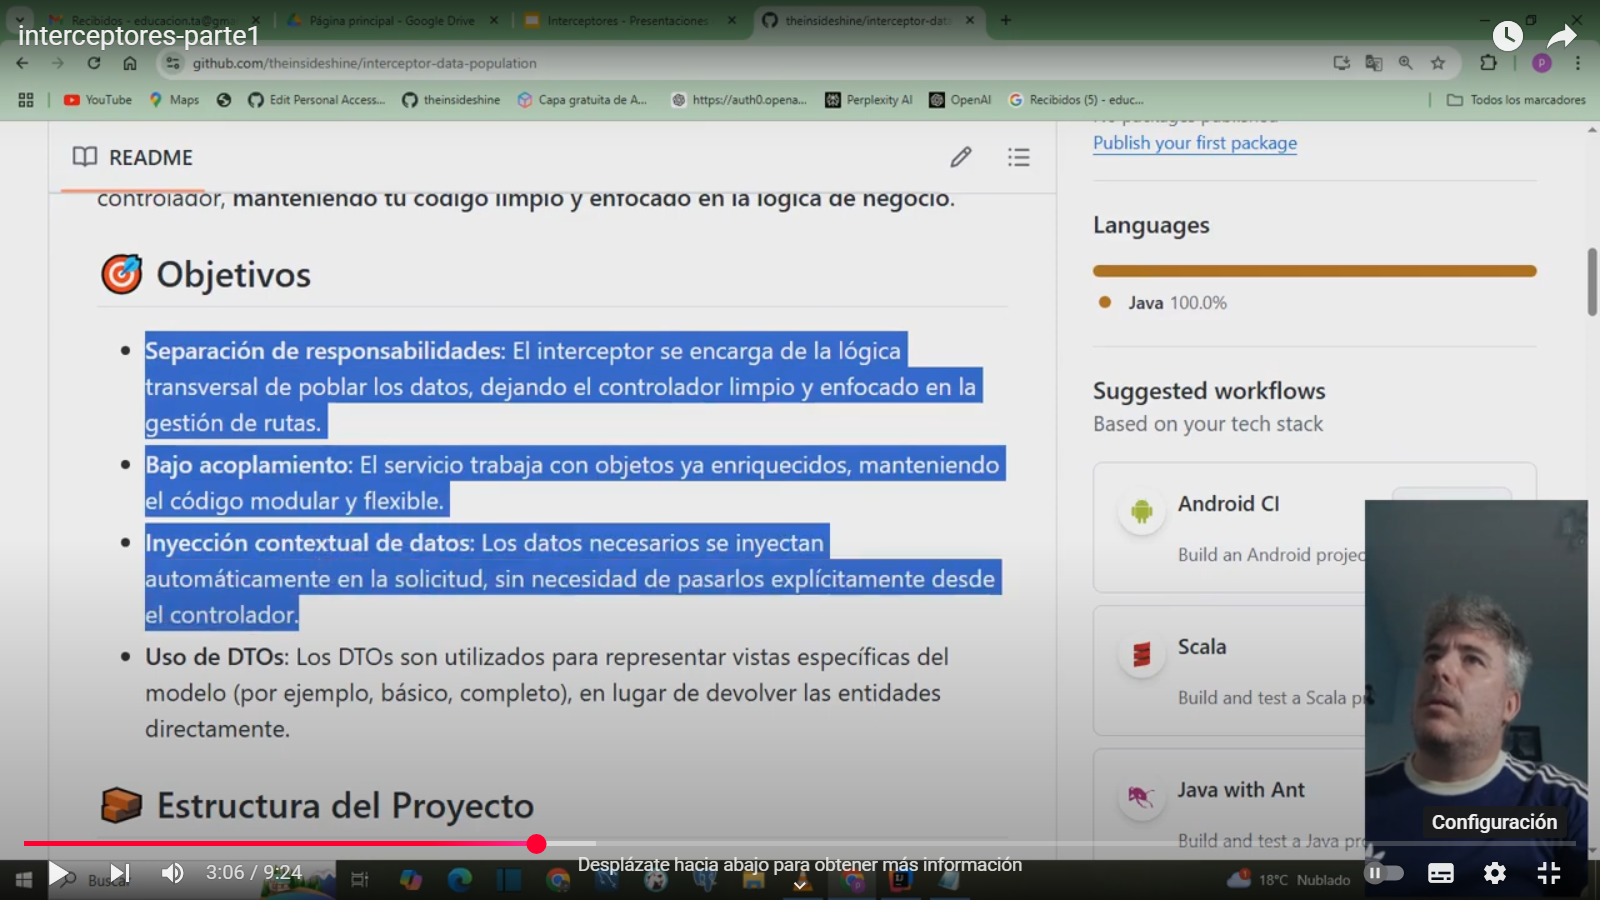 Recibidos - educacion.ta@gm
Página principal - Google Drive
Interceptores - Presentaciones
theinsideshine/interceptor-dat
interceptores-parte1
github.com/theinsideshine/interceptor-data-population
YouTube
Maps
Edit Personal Access...
theinsideshine
Capa gratuita de A...
https://auth0.opena...
Perplexity AI
OpenAI
Recibidos (5) - educ...
Todos los marcadores
README
controlador, manteniendo tu código limpio y enfocado en la lógica de negocio.
Objetivos
Separación de responsabilidades: El interceptor se encarga de la lógica
transversal de poblar los datos, dejando el controlador limpio y enfocado en la
gestión de rutas.
Bajo acoplamiento: El servicio trabaja con objetos ya enriquecidos, manteniendo
el código modular y flexible.
Inyección contextual de datos: Los datos necesarios se inyectan
automáticamente en la solicitud, sin necesidad de pasarlos explícitamente desde
el controlador.
Uso de DTOs: Los DTOs son utilizados para representar vistas específicas del
modelo (por ejemplo, básico, completo), en lugar de devolver las entidades
directamente.
Estructura del Proyecto
No packages published
Publish your first package
Languages
Java 100.0%
Suggested workflows
Based on your tech stack
Android CI
Build an Android projec
Scala
Build and test a Scala pr
Java with Ant
Build and test a Java pro
Configuración
3:06 / 9:24
Desplázate hacia abajo para obtener más información
Busca
18°C Nublado